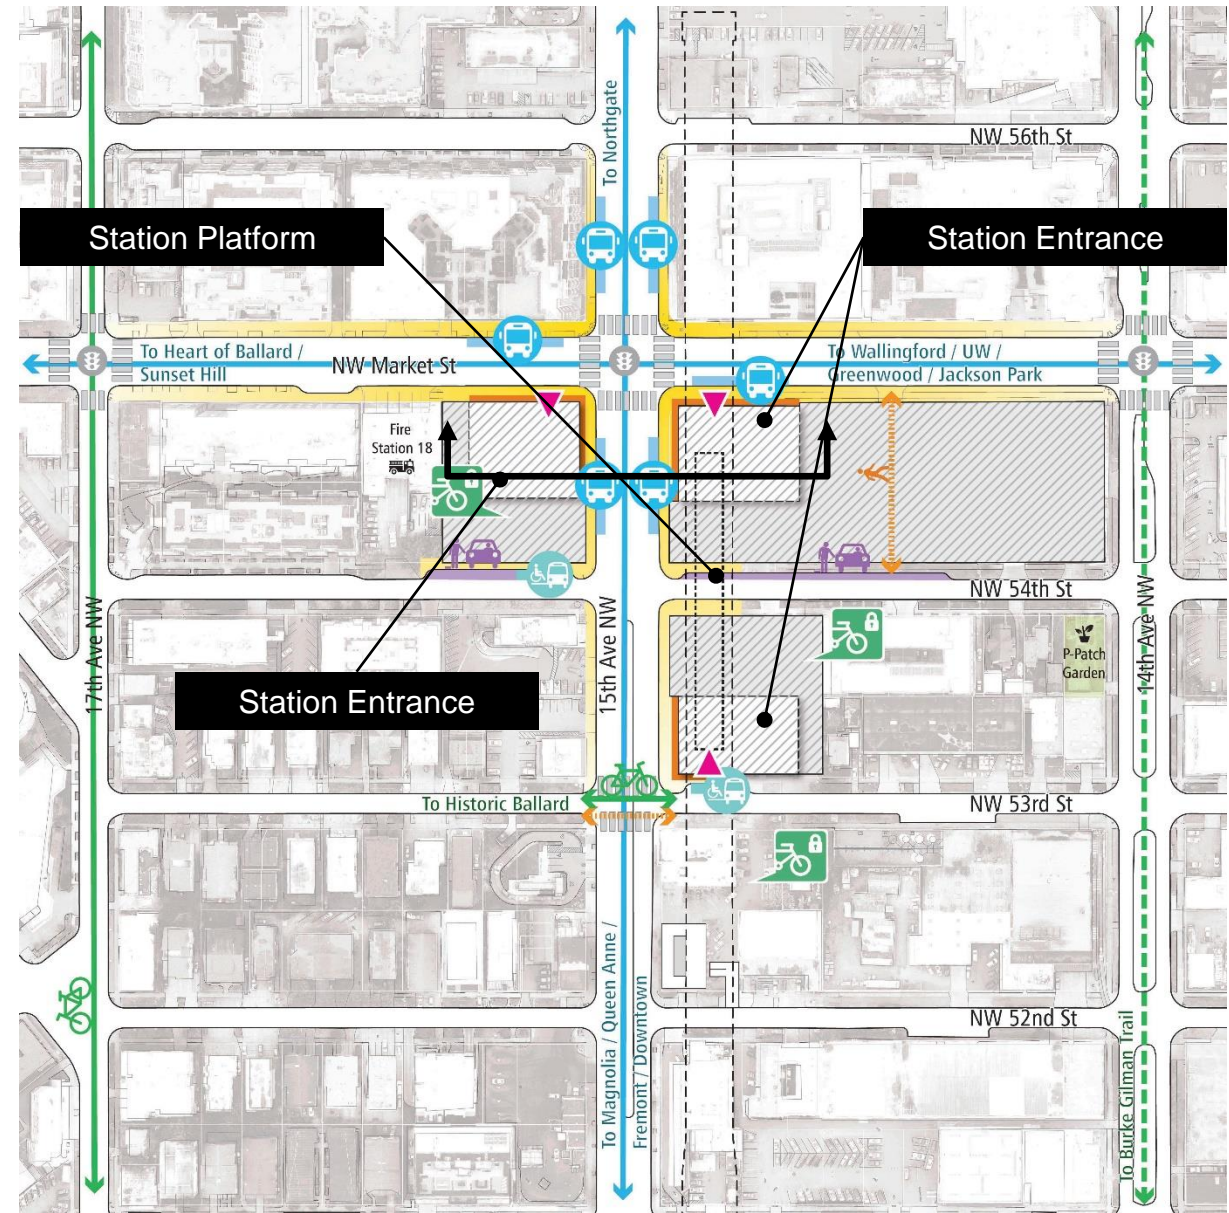 To Northgate
NW 56th St
Station Platform
Station Entrance
To Heart of Ballard /
Sunset Hill
NW Market St
To Wallingford / UW /
Greenwood / Jackson Park
Fire
Station 18
NW 54th St
17th Ave NW
15th Ave NW
14th Ave NW
P-Patch
Garden
Station Entrance
To Historic Ballard
NW 53rd St
To Magnolia / Queen Anne /
Fremont / Downtown
NW 52nd St
To Burke Gilman Trail